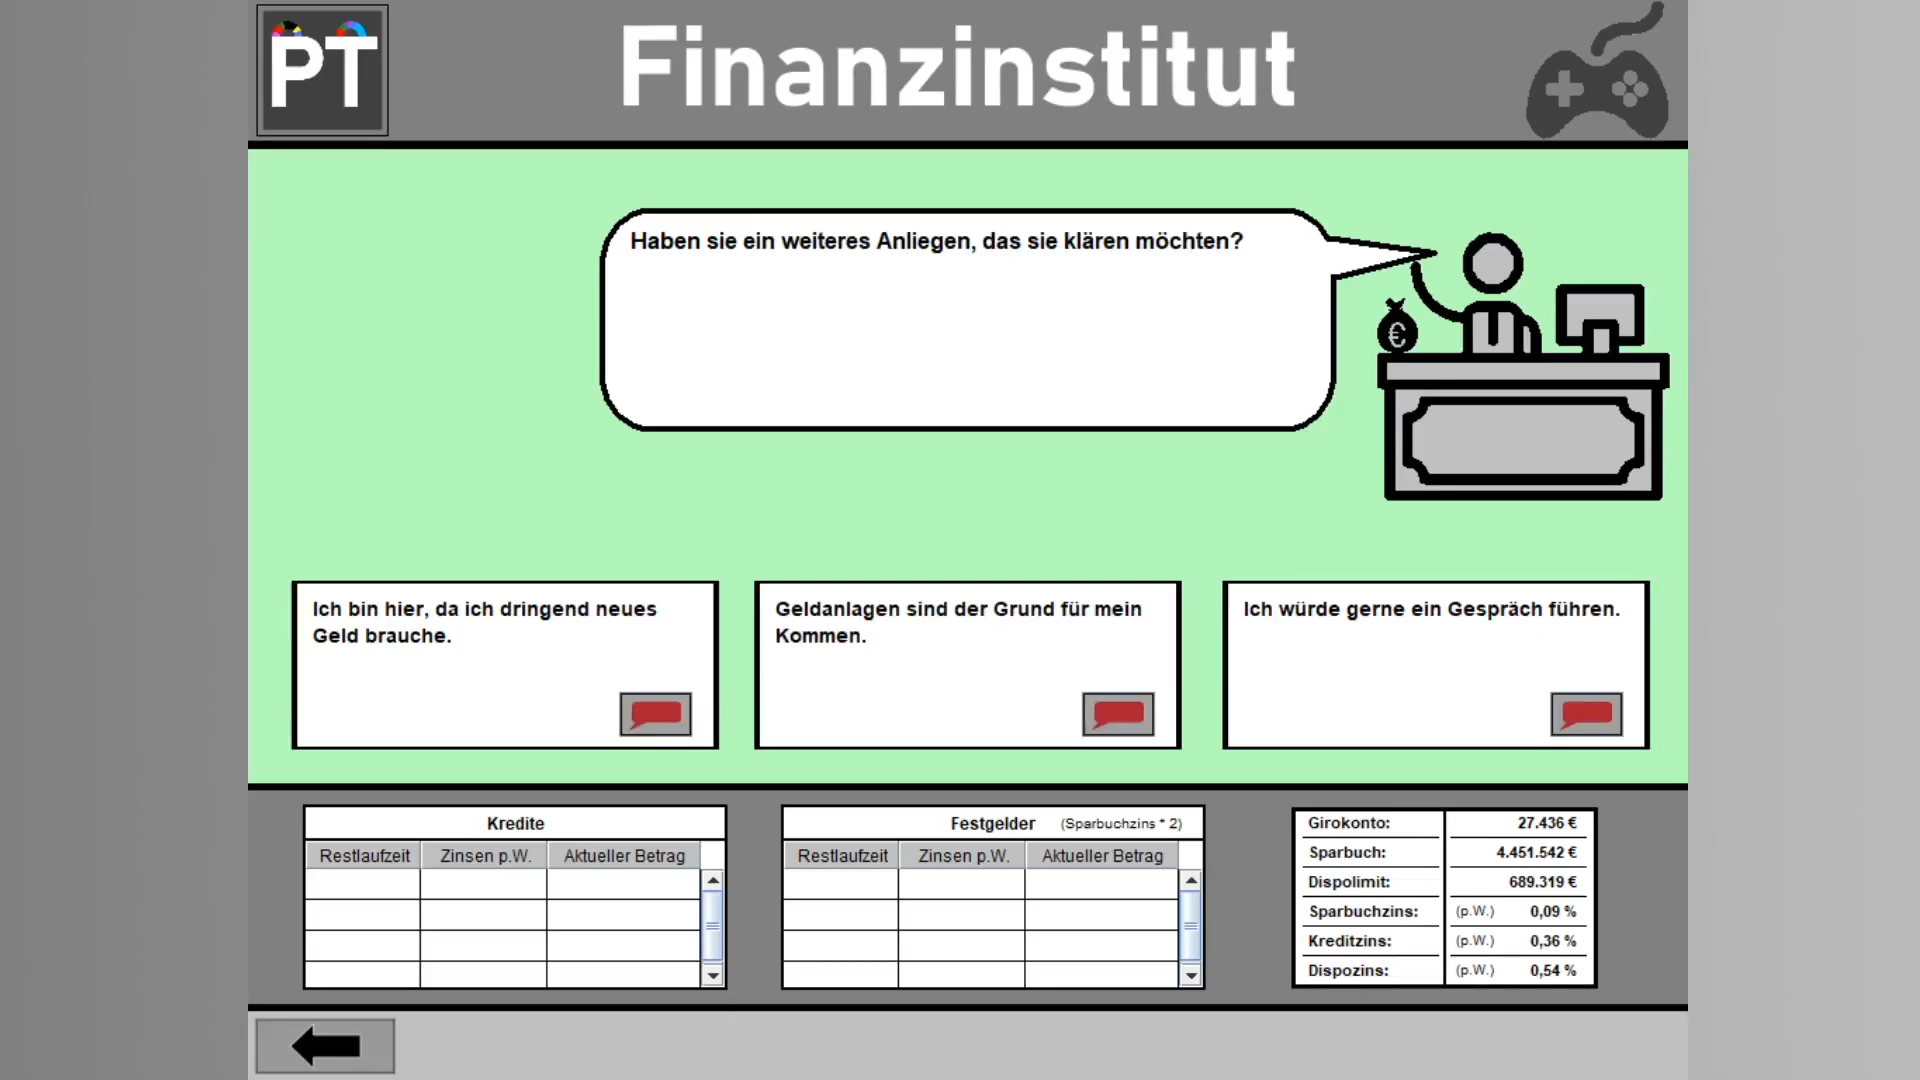 PT
Finanzinstitut
Haben sie ein weiteres Anliegen, das sie klären möchten?
€
Ich bin hier, da ich dringend neues
Geld brauche.
Geldanlagen sind der Grund für mein
Kommen.
Ich würde gerne ein Gespräch führen.
Kredite
Restlaufzeit Zinsen p.W. Aktueller Betrag
Festgelder (Sparbuchzins * 2)
Restlaufzeit Zinsen p.W. Aktueller Betrag
Girokonto: 27.436 €
Sparbuch: 4.451.542 €
Dispolimit: 689.319 €
Sparbuchzins: (p.W.) 0,09 %
Kreditzins: (p.W.) 0,36 %
Dispozins: (p.W.) 0,54 %